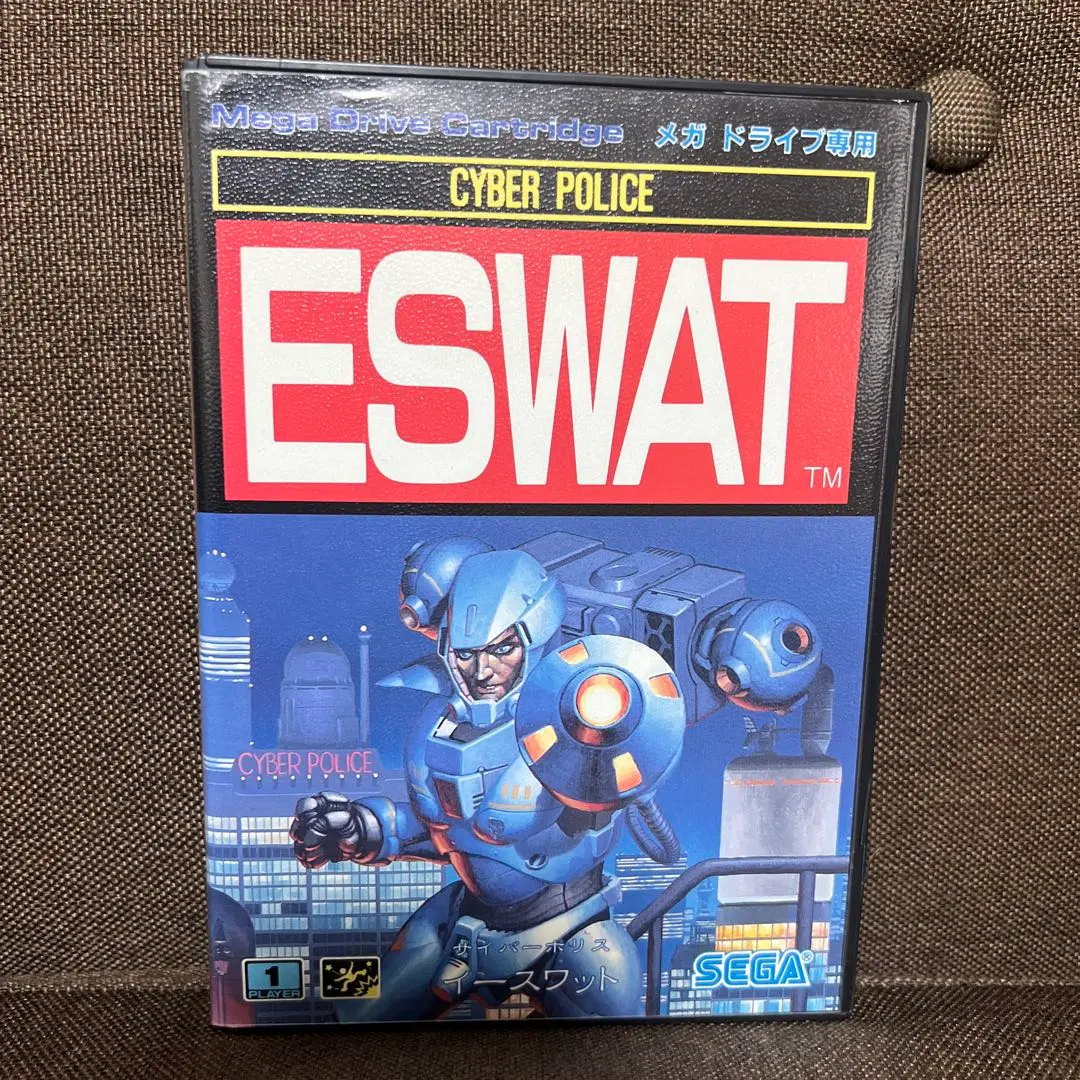 Mega Drive Cartridge メガ ドライブ専用
CYBER POLICE
ESWAT TM
CYBER POLICE
サイバーポリス
イースワット
1
PLAYER
SEGA®